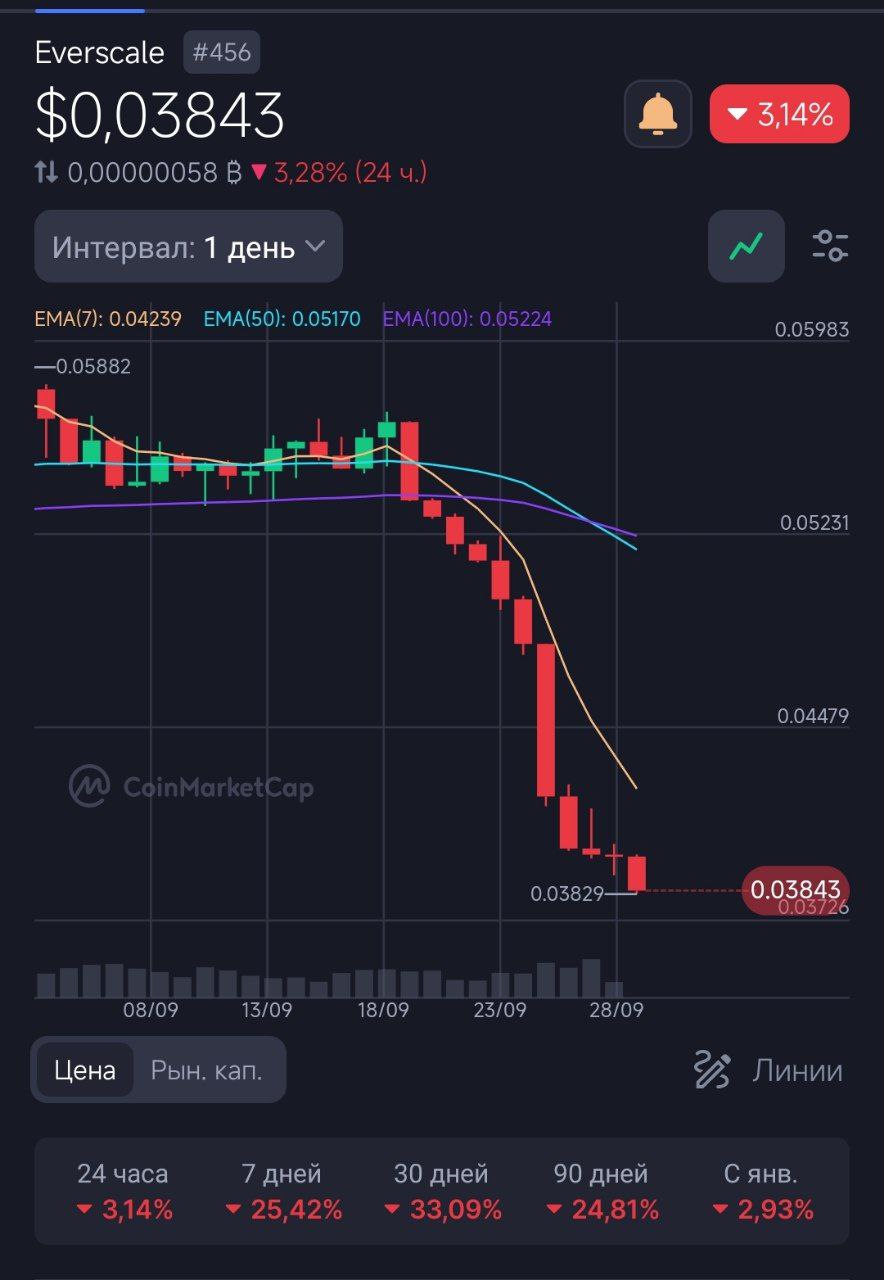 Everscale #456
$0,03843
3,14%
0,00000058 ₿ 3,28% (24 ч.)
Интервал: 1 день
EMA(7): 0.04239 EMA(50): 0.05170 EMA(100): 0.05224
0.05983
0.05882
0.05231
0.04479
CoinMarketCap
0.03829
0.03843
0.03726
08/09 13/09 18/09 23/09 28/09
Цена Рын. кап.
Линии
24 часа 7 дней 30 дней 90 дней С янв.
3,14% 25,42% 33,09% 24,81% 2,93%